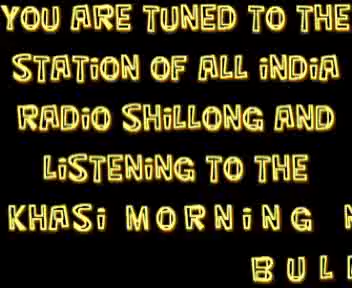 YOU ARE TUNED TO THE
STATiON OF ALL iNDiA
RADiO SHiLLONG AND
LiSTENiNG TO THE
KHASi MORNiNG